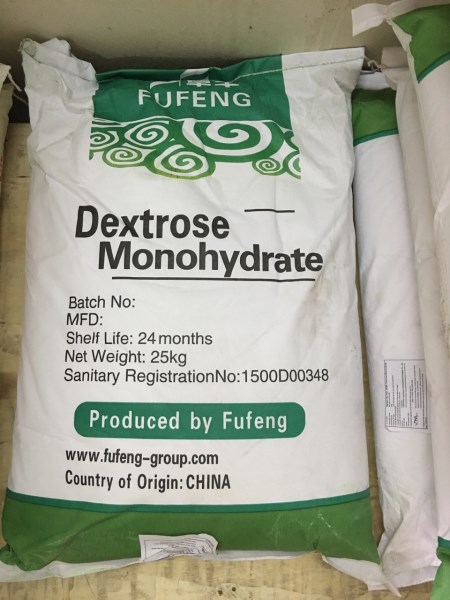 FUFENG
Dextrose
Monohydrate
Batch No:
MFD:
Shelf Life: 24 months
Net Weight: 25kg
Sanitary RegistrationNo:1500D00348
Produced by Fufeng
www.fufeng-group.com
Country of Origin: CHINA